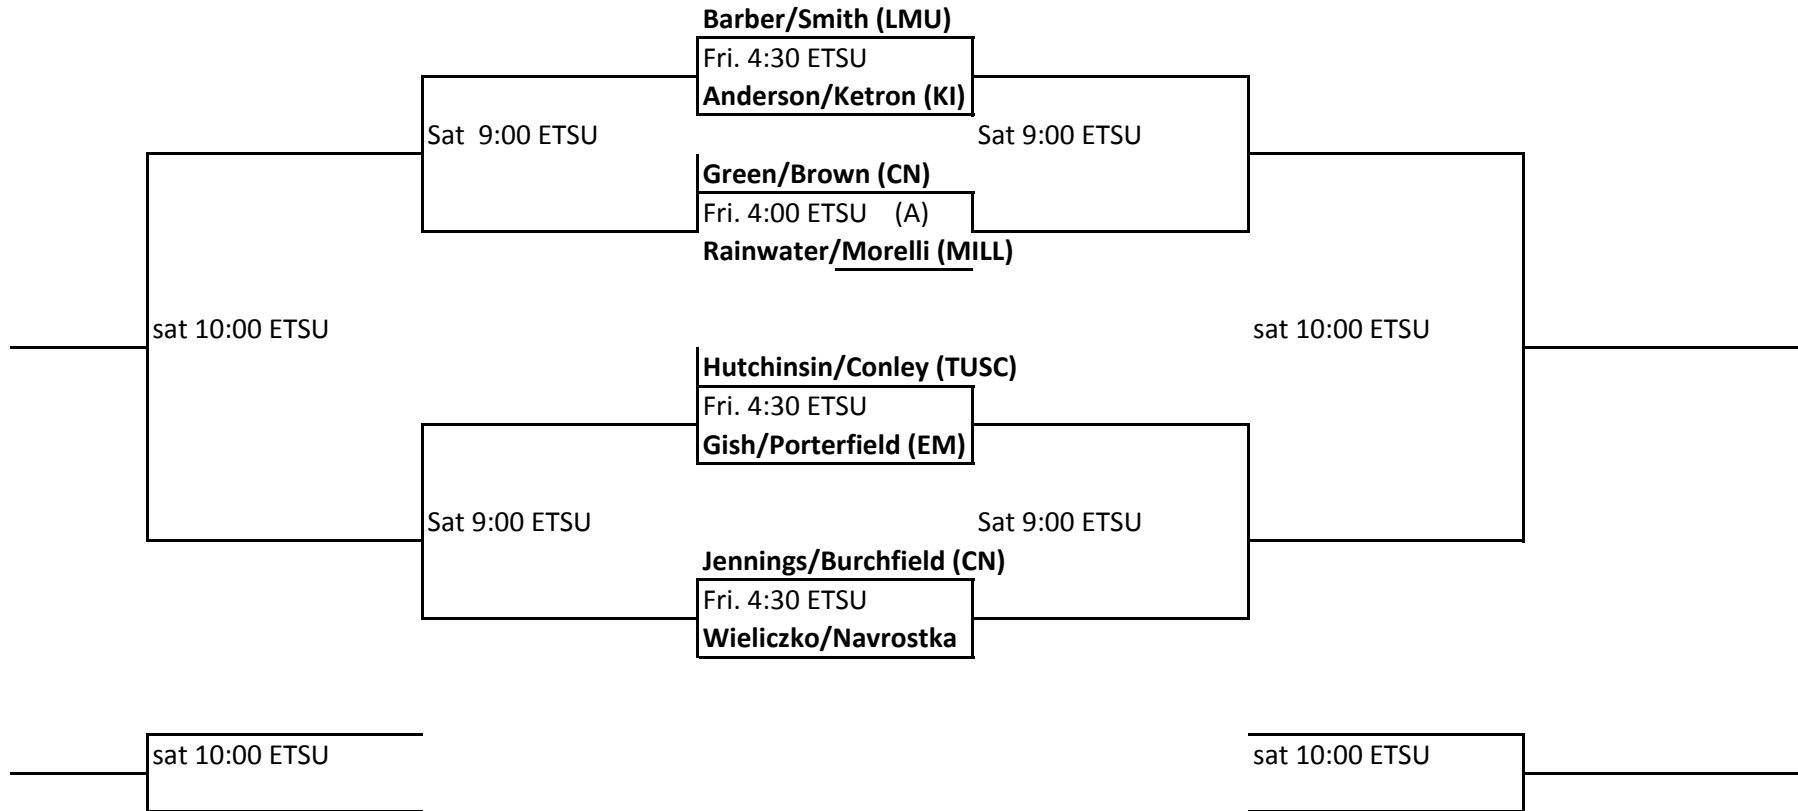 Barber/Smith (LMU)
Fri. 4:30 ETSU
Anderson/Ketron (KI)
Sat  9:00 ETSU
Sat 9:00 ETSU
Green/Brown (CN)
Fri. 4:00 ETSU    (A)
Rainwater/Morelli (MILL)
sat 10:00 ETSU
sat 10:00 ETSU
Hutchinsin/Conley (TUSC)
Fri. 4:30 ETSU
Gish/Porterfield (EM)
Sat 9:00 ETSU
Sat 9:00 ETSU
Jennings/Burchfield (CN)
Fri. 4:30 ETSU
Wieliczko/Navrostka
sat 10:00 ETSU
sat 10:00 ETSU